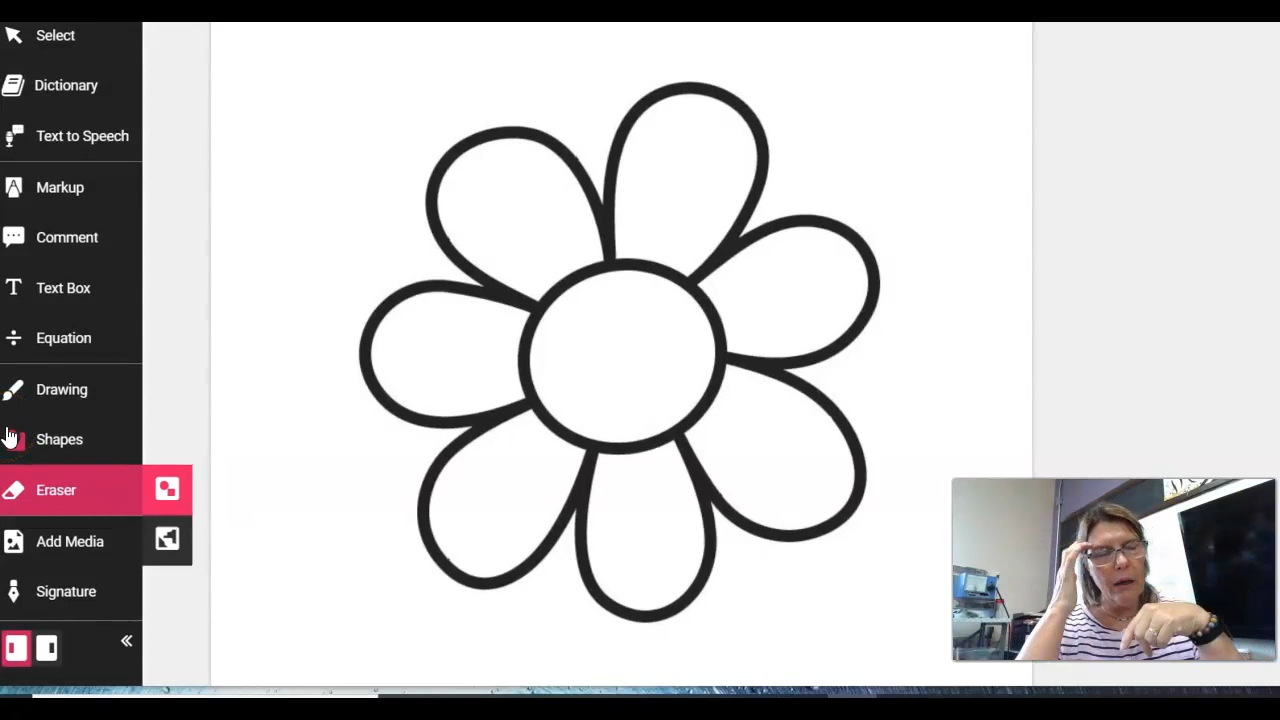 Select
Dictionary
Text to Speech
Markup
Comment
Text Box
Equation
Drawing
Shapes
Eraser
Add Media
Signature